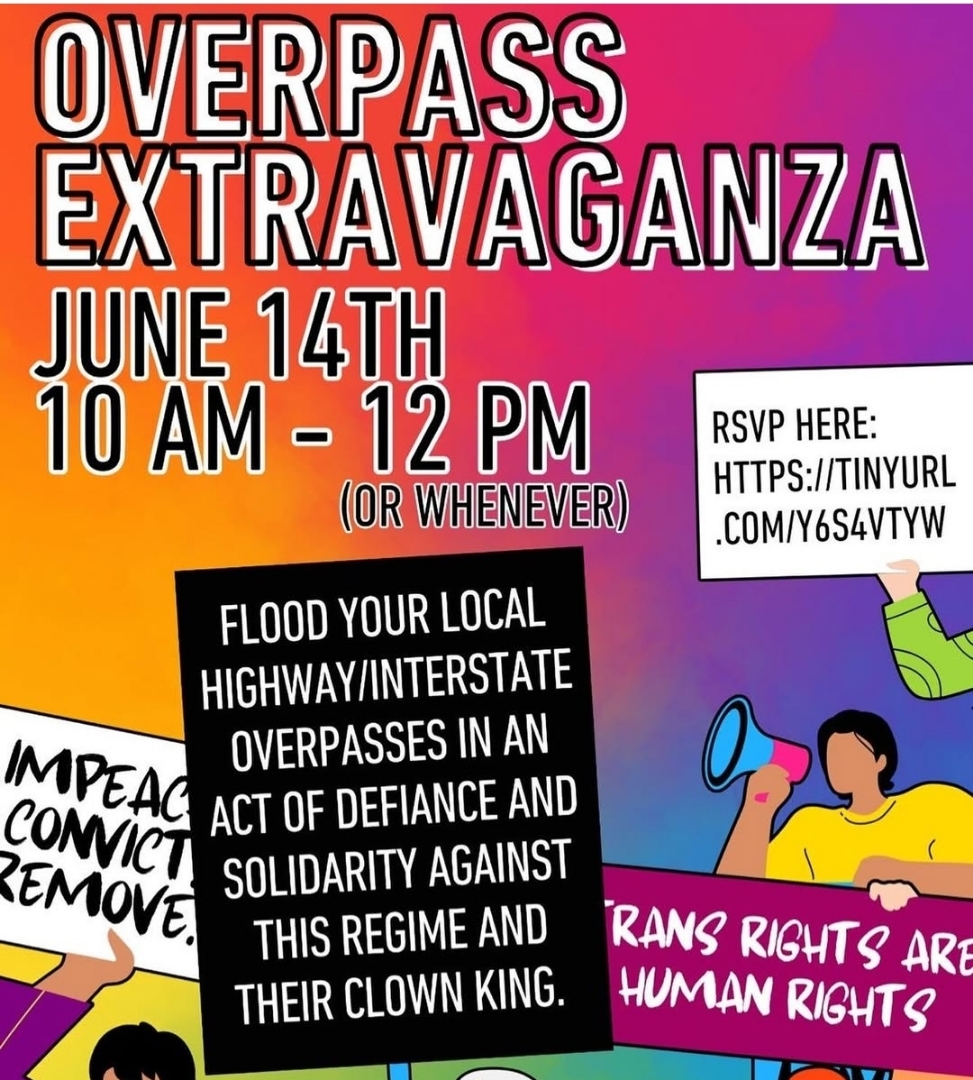 OVERPASS
EXTRAVAGANZA
JUNE 14TH
10 AM - 12 PM
(OR WHENEVER)
RSVP HERE:
HTTPS://TINYURL
.COM/Y6S4VTYW
FLOOD YOUR LOCAL
HIGHWAY/INTERSTATE
OVERPASSES IN AN
ACT OF DEFIANCE AND
SOLIDARITY AGAINST
THIS REGIME AND
THEIR CLOWN KING.
IMPEAC
CONVICT
REMOVE.
TRANS RIGHTS ARE
HUMAN RIGHTS